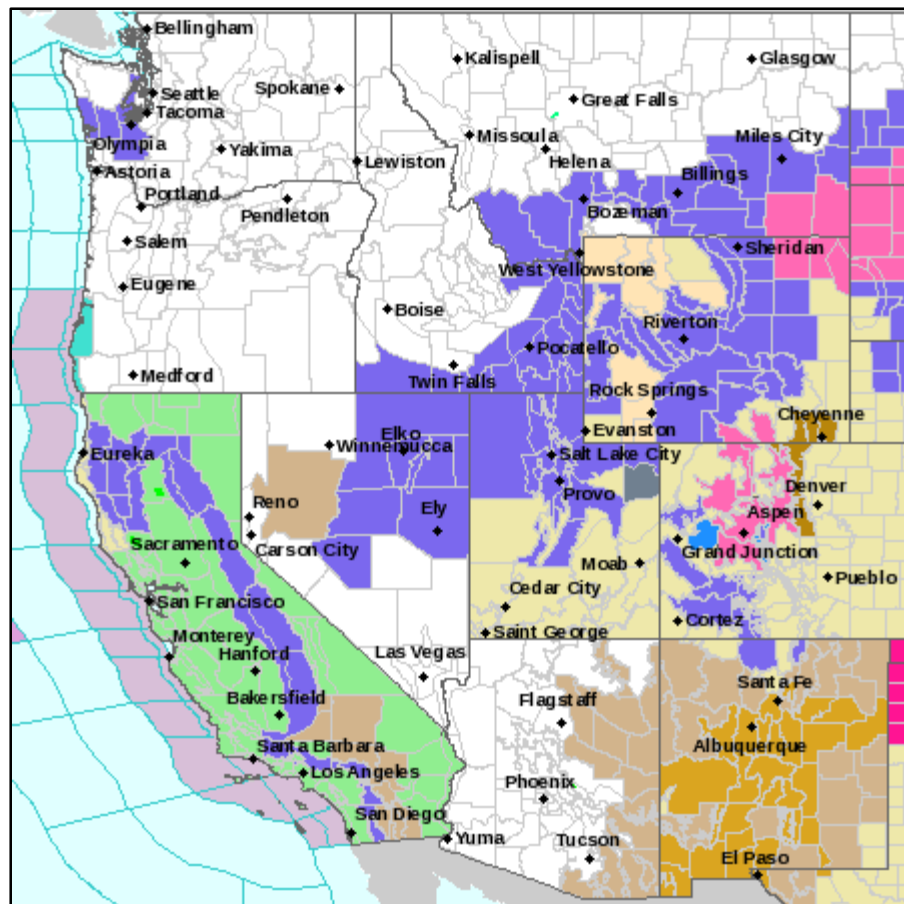 Bellingham
Kalispell
Glasgow
Seattle
Spokane
Great Falls
Tacoma
Olympia
Yakima
Missoula
Helena
Miles City
Astoria
Lewiston
Billings
Portland
Pendleton
Bozeman
Salem
West Yellowstone
Sheridan
Eugene
Boise
Riverton
Pocatello
Medford
Twin Falls
Rock Springs
Cheyenne
Eureka
Winnemucca
Elko
Evanston
Salt Lake City
Reno
Provo
Denver
Ely
Aspen
Sacramento
Carson City
Grand Junction
Moab
Pueblo
San Francisco
Cedar City
Cortez
Monterey
Saint George
Hanford
Las Vegas
Bakersfield
Flagstaff
Santa Fe
Albuquerque
Santa Barbara
Los Angeles
Phoenix
San Diego
Yuma
Tucson
El Paso